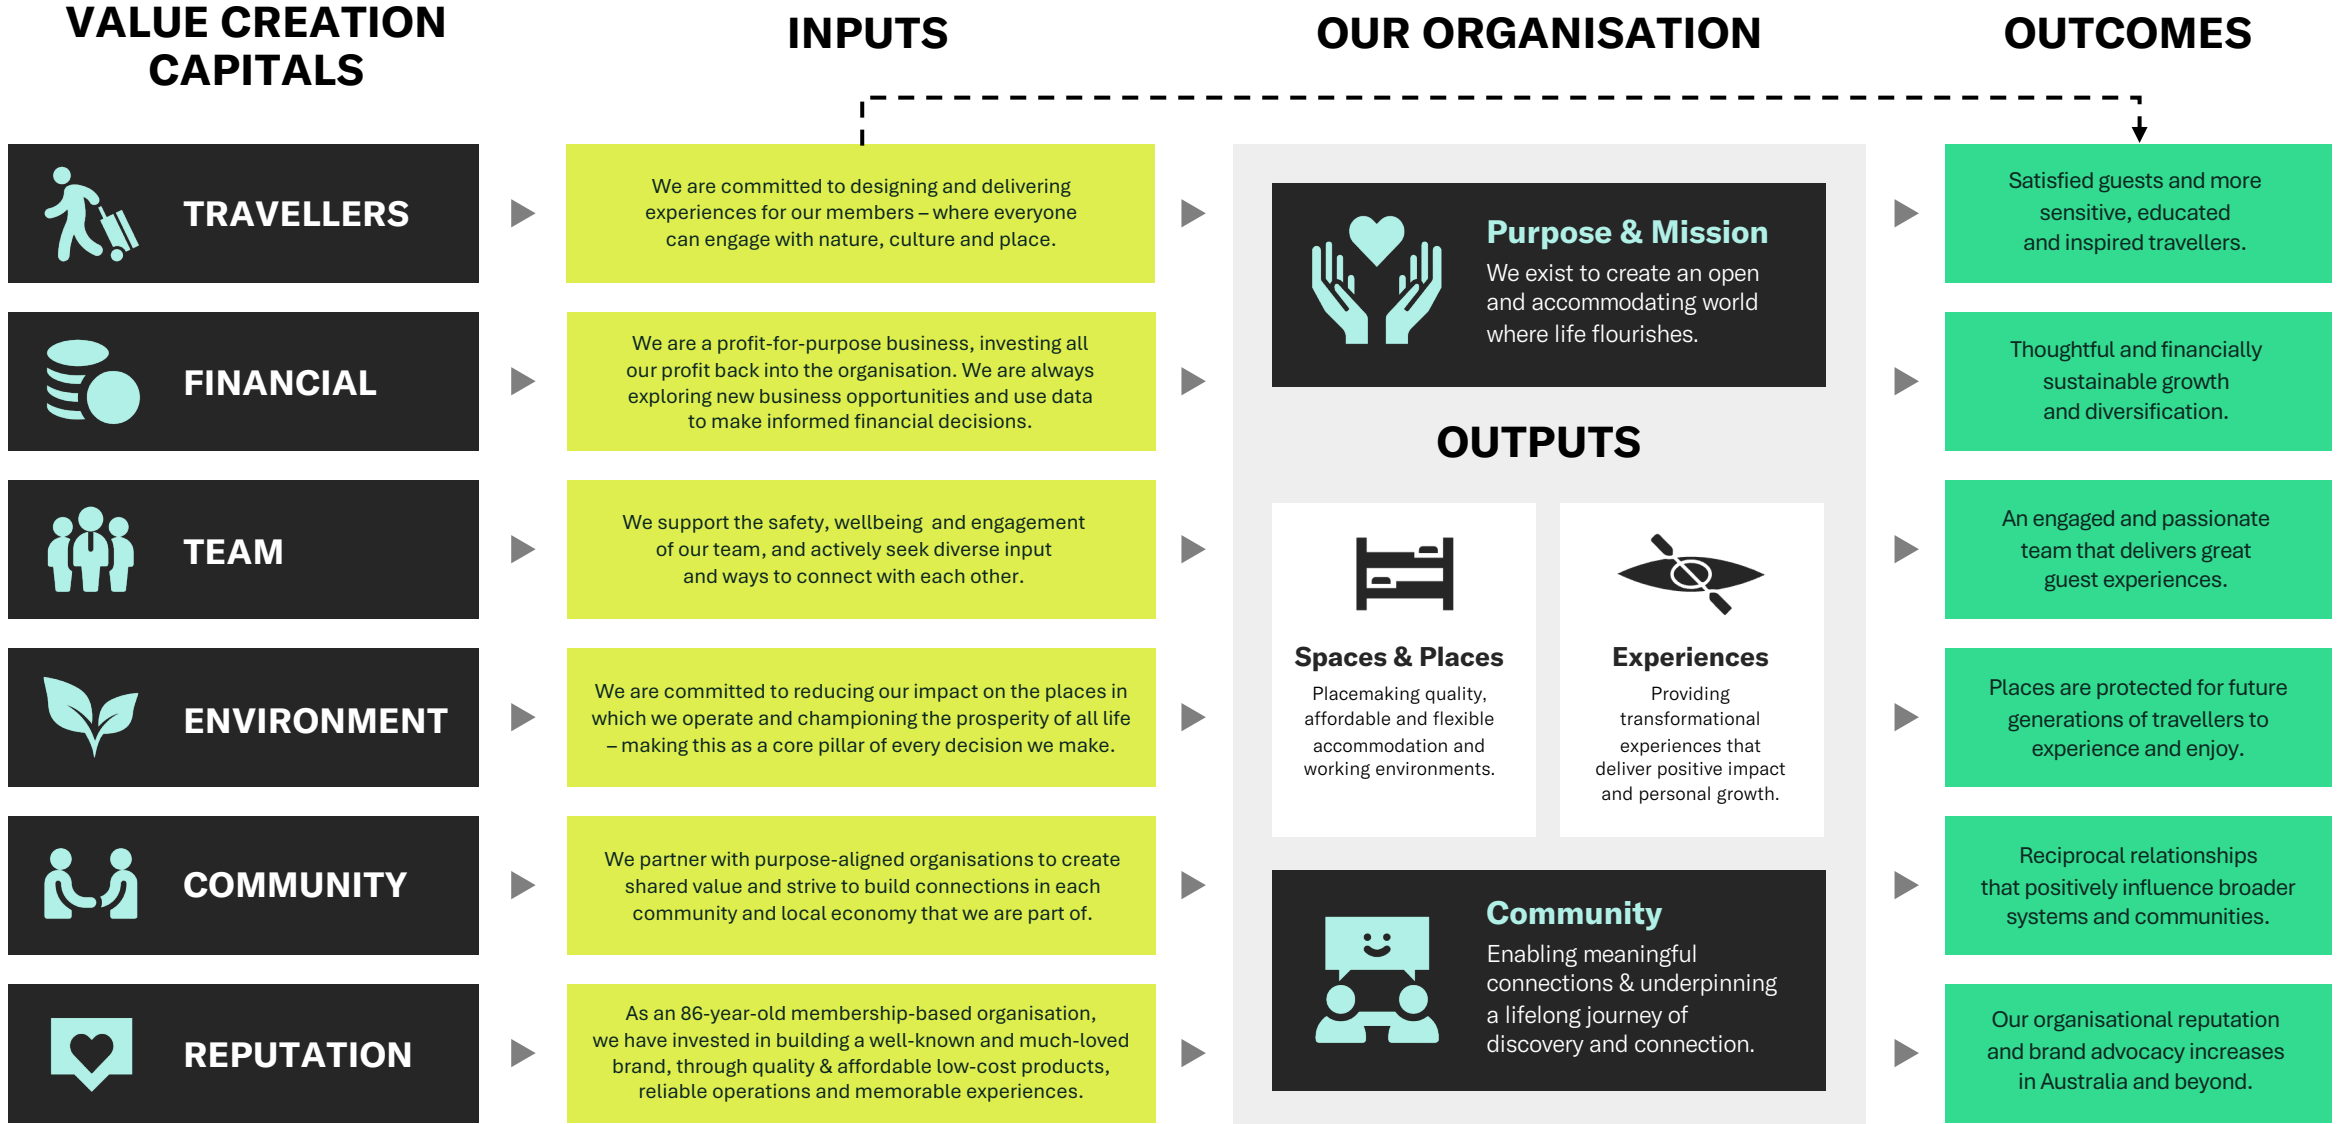 VALUE CREATION
CAPITALS
INPUTS
OUR ORGANISATION
OUTCOMES
TRAVELLERS
We are committed to designing and delivering
experiences for our members – where everyone
can engage with nature, culture and place.
FINANCIAL
We are a profit-for-purpose business, investing all
our profit back into the organisation. We are always
exploring new business opportunities and use data
to make informed financial decisions.
TEAM
We support the safety, wellbeing and engagement
of our team, and actively seek diverse input
and ways to connect with each other.
ENVIRONMENT
We are committed to reducing our impact on the places in
which we operate and championing the prosperity of all life
– making this as a core pillar of every decision we make.
COMMUNITY
We partner with purpose-aligned organisations to create
shared value and strive to build connections in each
community and local economy that we are part of.
REPUTATION
As an 86-year-old membership-based organisation,
we have invested in building a well-known and much-loved
brand, through quality & affordable low-cost products,
reliable operations and memorable experiences.
Purpose & Mission
We exist to create an open
and accommodating world
where life flourishes.
OUTPUTS
Spaces & Places
Placemaking quality,
affordable and flexible
accommodation and
working environments.
Experiences
Providing
transformational
experiences that
deliver positive impact
and personal growth.
Community
Enabling meaningful
connections & underpinning
a lifelong journey of
discovery and connection.
Satisfied guests and more
sensitive, educated
and inspired travellers.
Thoughtful and financially
sustainable growth
and diversification.
An engaged and passionate
team that delivers great
guest experiences.
Places are protected for future
generations of travellers to
experience and enjoy.
Reciprocal relationships
that positively influence broader
systems and communities.
Our organisational reputation
and brand advocacy increases
in Australia and beyond.